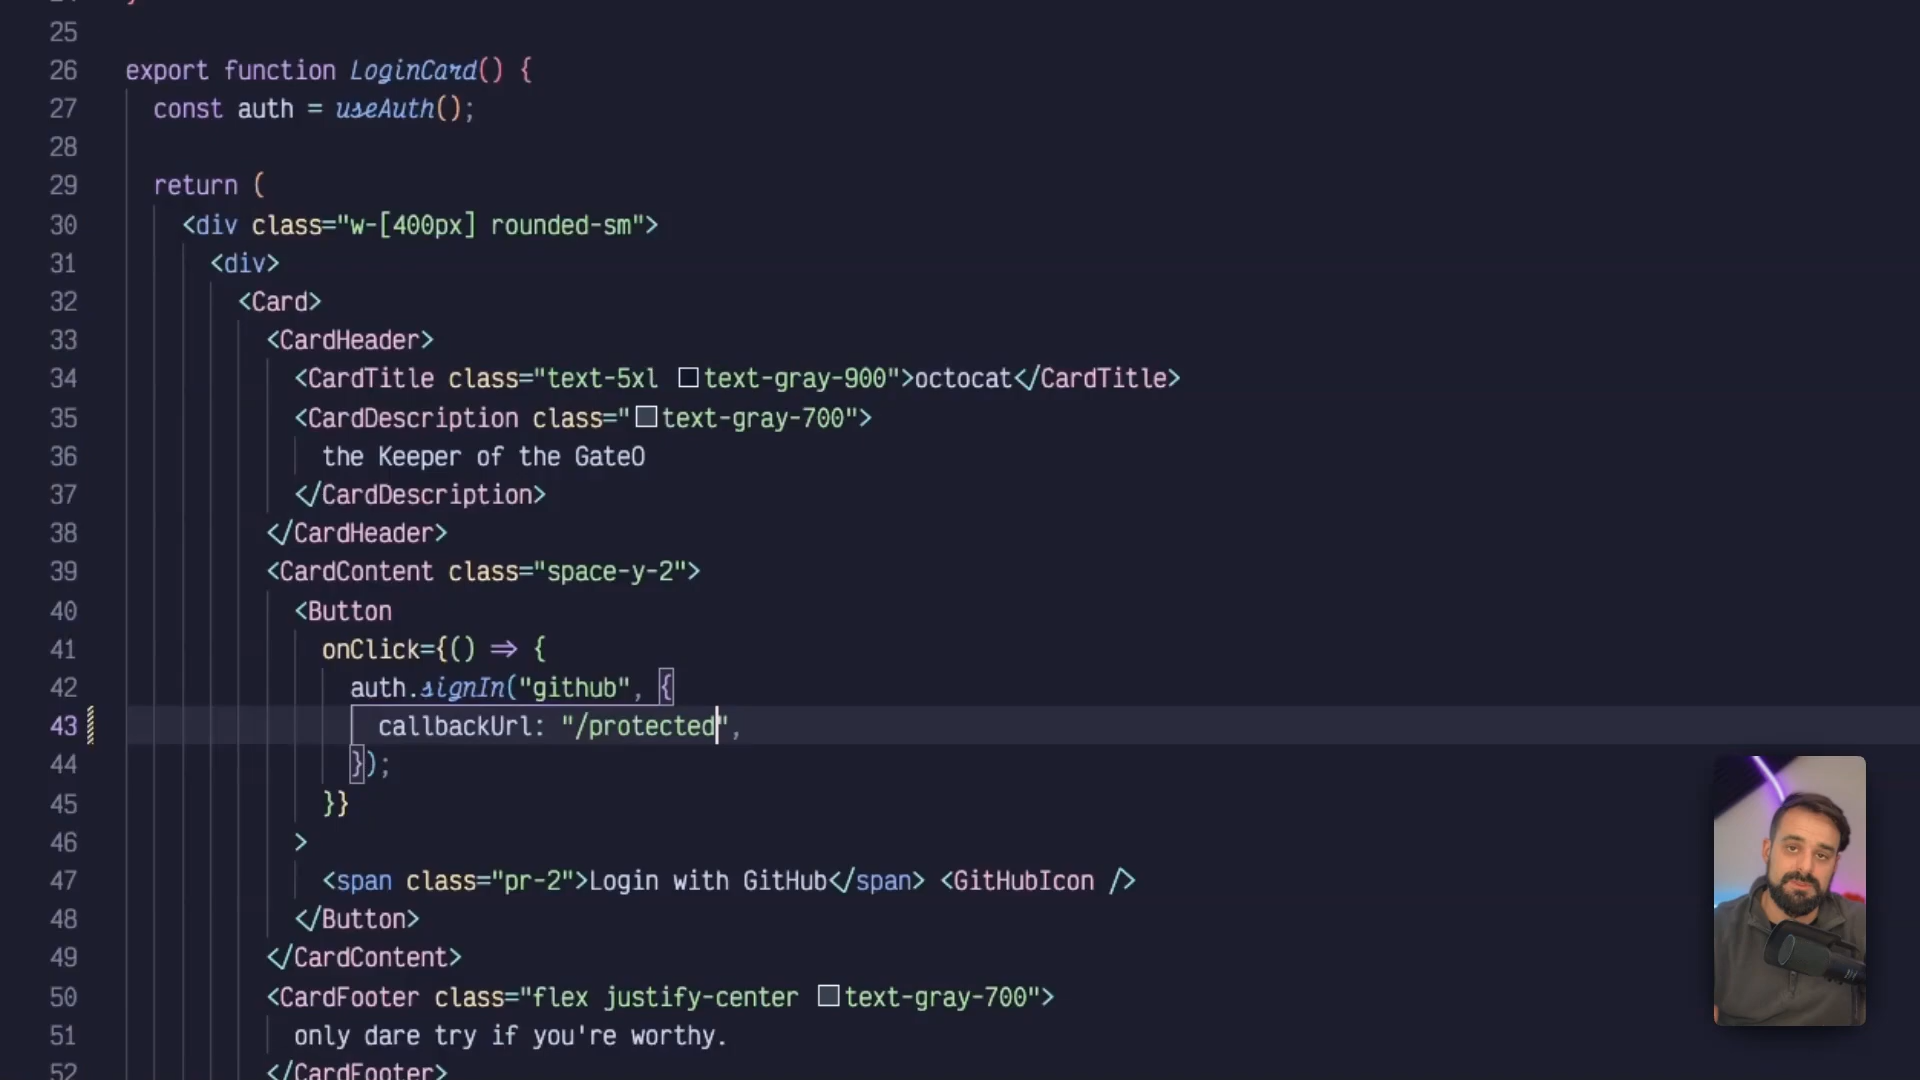 25
26 export function LoginCard() {
27 const auth = useAuth();
28
29 return (
30 <div class="w-[400px] rounded-sm">
31 <div>
32 <Card>
33 <CardHeader>
34 <CardTitle class="text-5xl text-gray-900">octocat</CardTitle>
35 <CardDescription class="text-gray-700">
36 the Keeper of the GateO
37 </CardDescription>
38 </CardHeader>
39 <CardContent class="space-y-2">
40 <Button
41 onClick={() => {
42 auth.signIn("github", {
43 callbackUrl: "/protected",
44 });
45 }}
46 >
47 <span class="pr-2">Login with GitHub</span> <GitHubIcon />
48 </Button>
49 </CardContent>
50 <CardFooter class="flex justify-center text-gray-700">
51 only dare try if you're worthy.
52 </CardFooter>